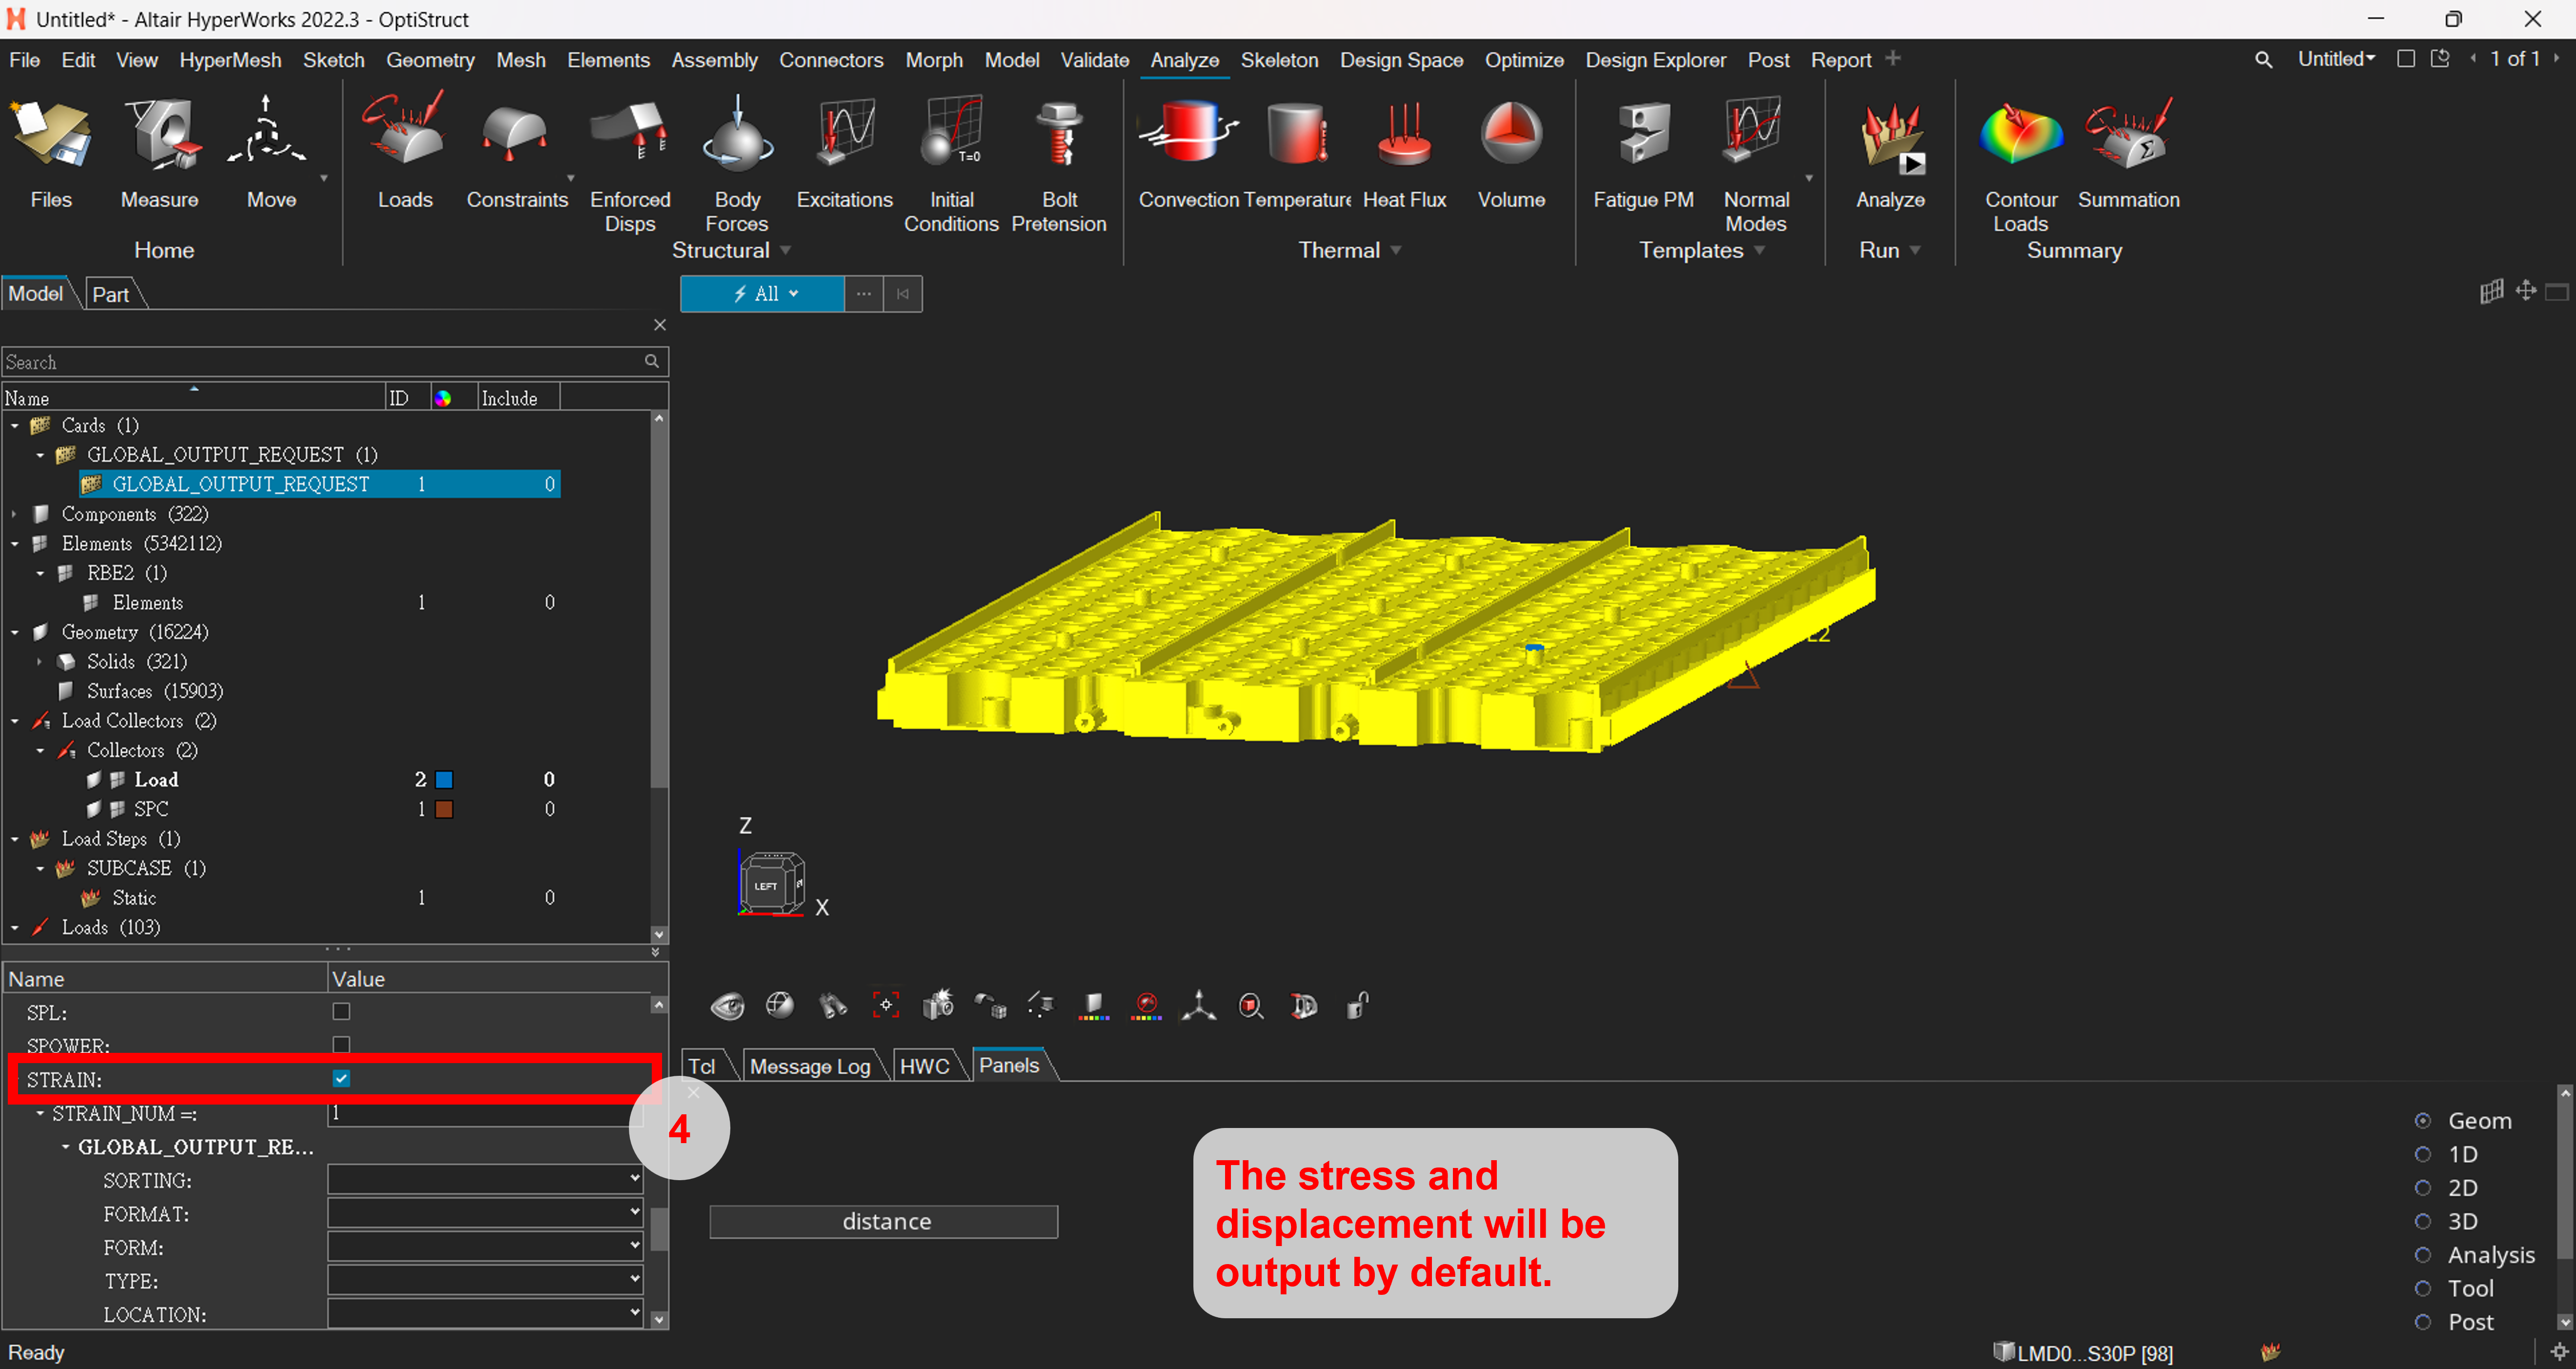 Untitled* - Altair HyperWorks 2022.3 - OptiStruct
File Edit View HyperMesh Sketch Geometry Mesh Elements Assembly Connectors Morph Model Validate Analyze Skeleton Design Space Optimize Design Explorer Post Report + Untitled 1 of 1
Files Measure Move Loads Constraints Enforced Disps Body Forces Excitations Initial Conditions Bolt Pretension Convection Temperature Heat Flux Volume Fatigue PM Normal Modes Analyze Contour Loads Summation
T=0
Home Structural Thermal Templates Run Summary
Model Part
All
Search
Name ID Include
Cards (1)
GLOBAL_OUTPUT_REQUEST (1)
GLOBAL_OUTPUT_REQUEST 1 0
Components (322)
Elements (5342112)
RBE2 (1)
Elements 1 0
Geometry (16224)
Solids (321)
Surfaces (15903)
Load Collectors (2)
Collectors (2)
Load 2 0
SPC 1 0
Load Steps (1)
SUBCASE (1)
Static 1 0
Loads (103)
Z
LEFT
X
Name Value
SPL:
SPOWER:
STRAIN:
STRAIN_NUM =: 1
GLOBAL_OUTPUT_RE...
SORTING:
FORMAT:
FORM:
TYPE:
LOCATION:
4
Tcl Message Log HWC Panels
distance
The stress and
displacement will be
output by default.
Geom
1D
2D
3D
Analysis
Tool
Post
Ready
LMD0...S30P [98]